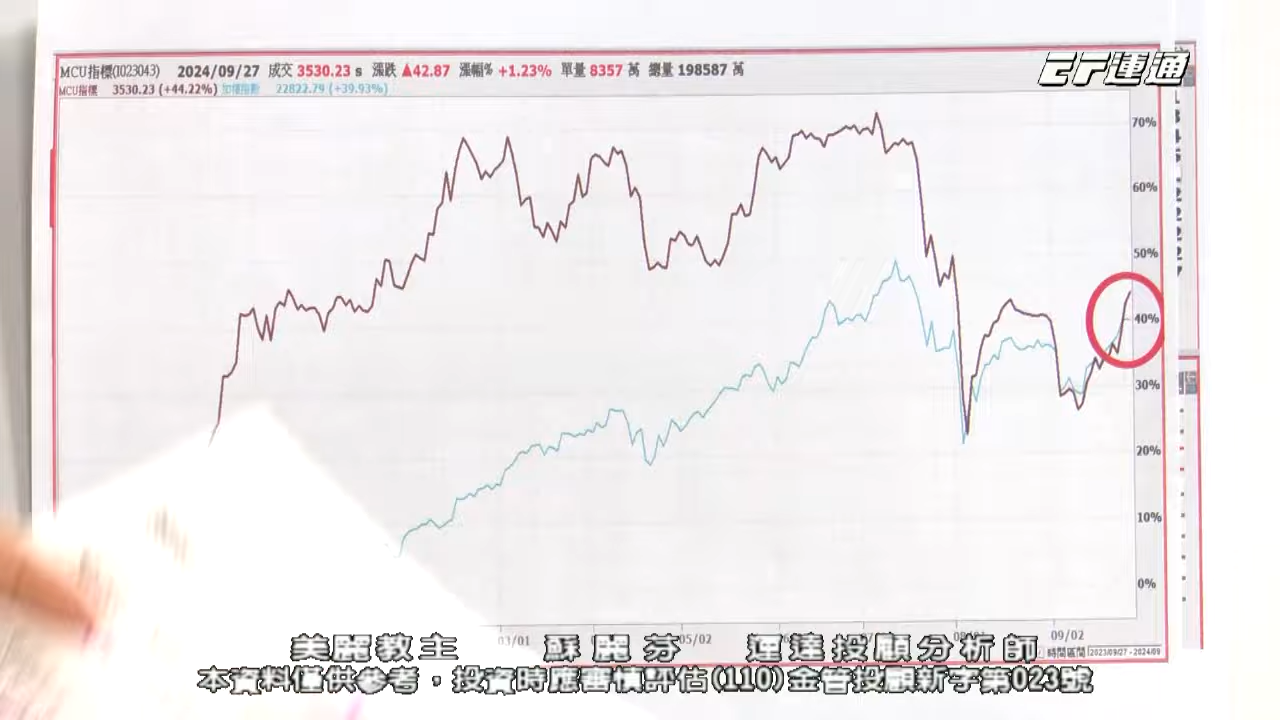 MCU指標(I023043) 2024/09/27 成交 3530.23 s 漲跌 ▲42.87 漲幅% +1.23% 單量 8357 萬 總量 198587 萬
MCU指標 3530.23 (+44.22%) 加權指數 22822.79 (+39.93%)
運通
70%
60%
50%
40%
30%
20%
10%
0%
03/01 05/02 09/02
時間區間 2023/09/27 - 2024/09
美麗教主 蘇麗芬 運達投顧分析師
本資料僅供參考，投資時應審慎評估(110)金管投顧新字第023號